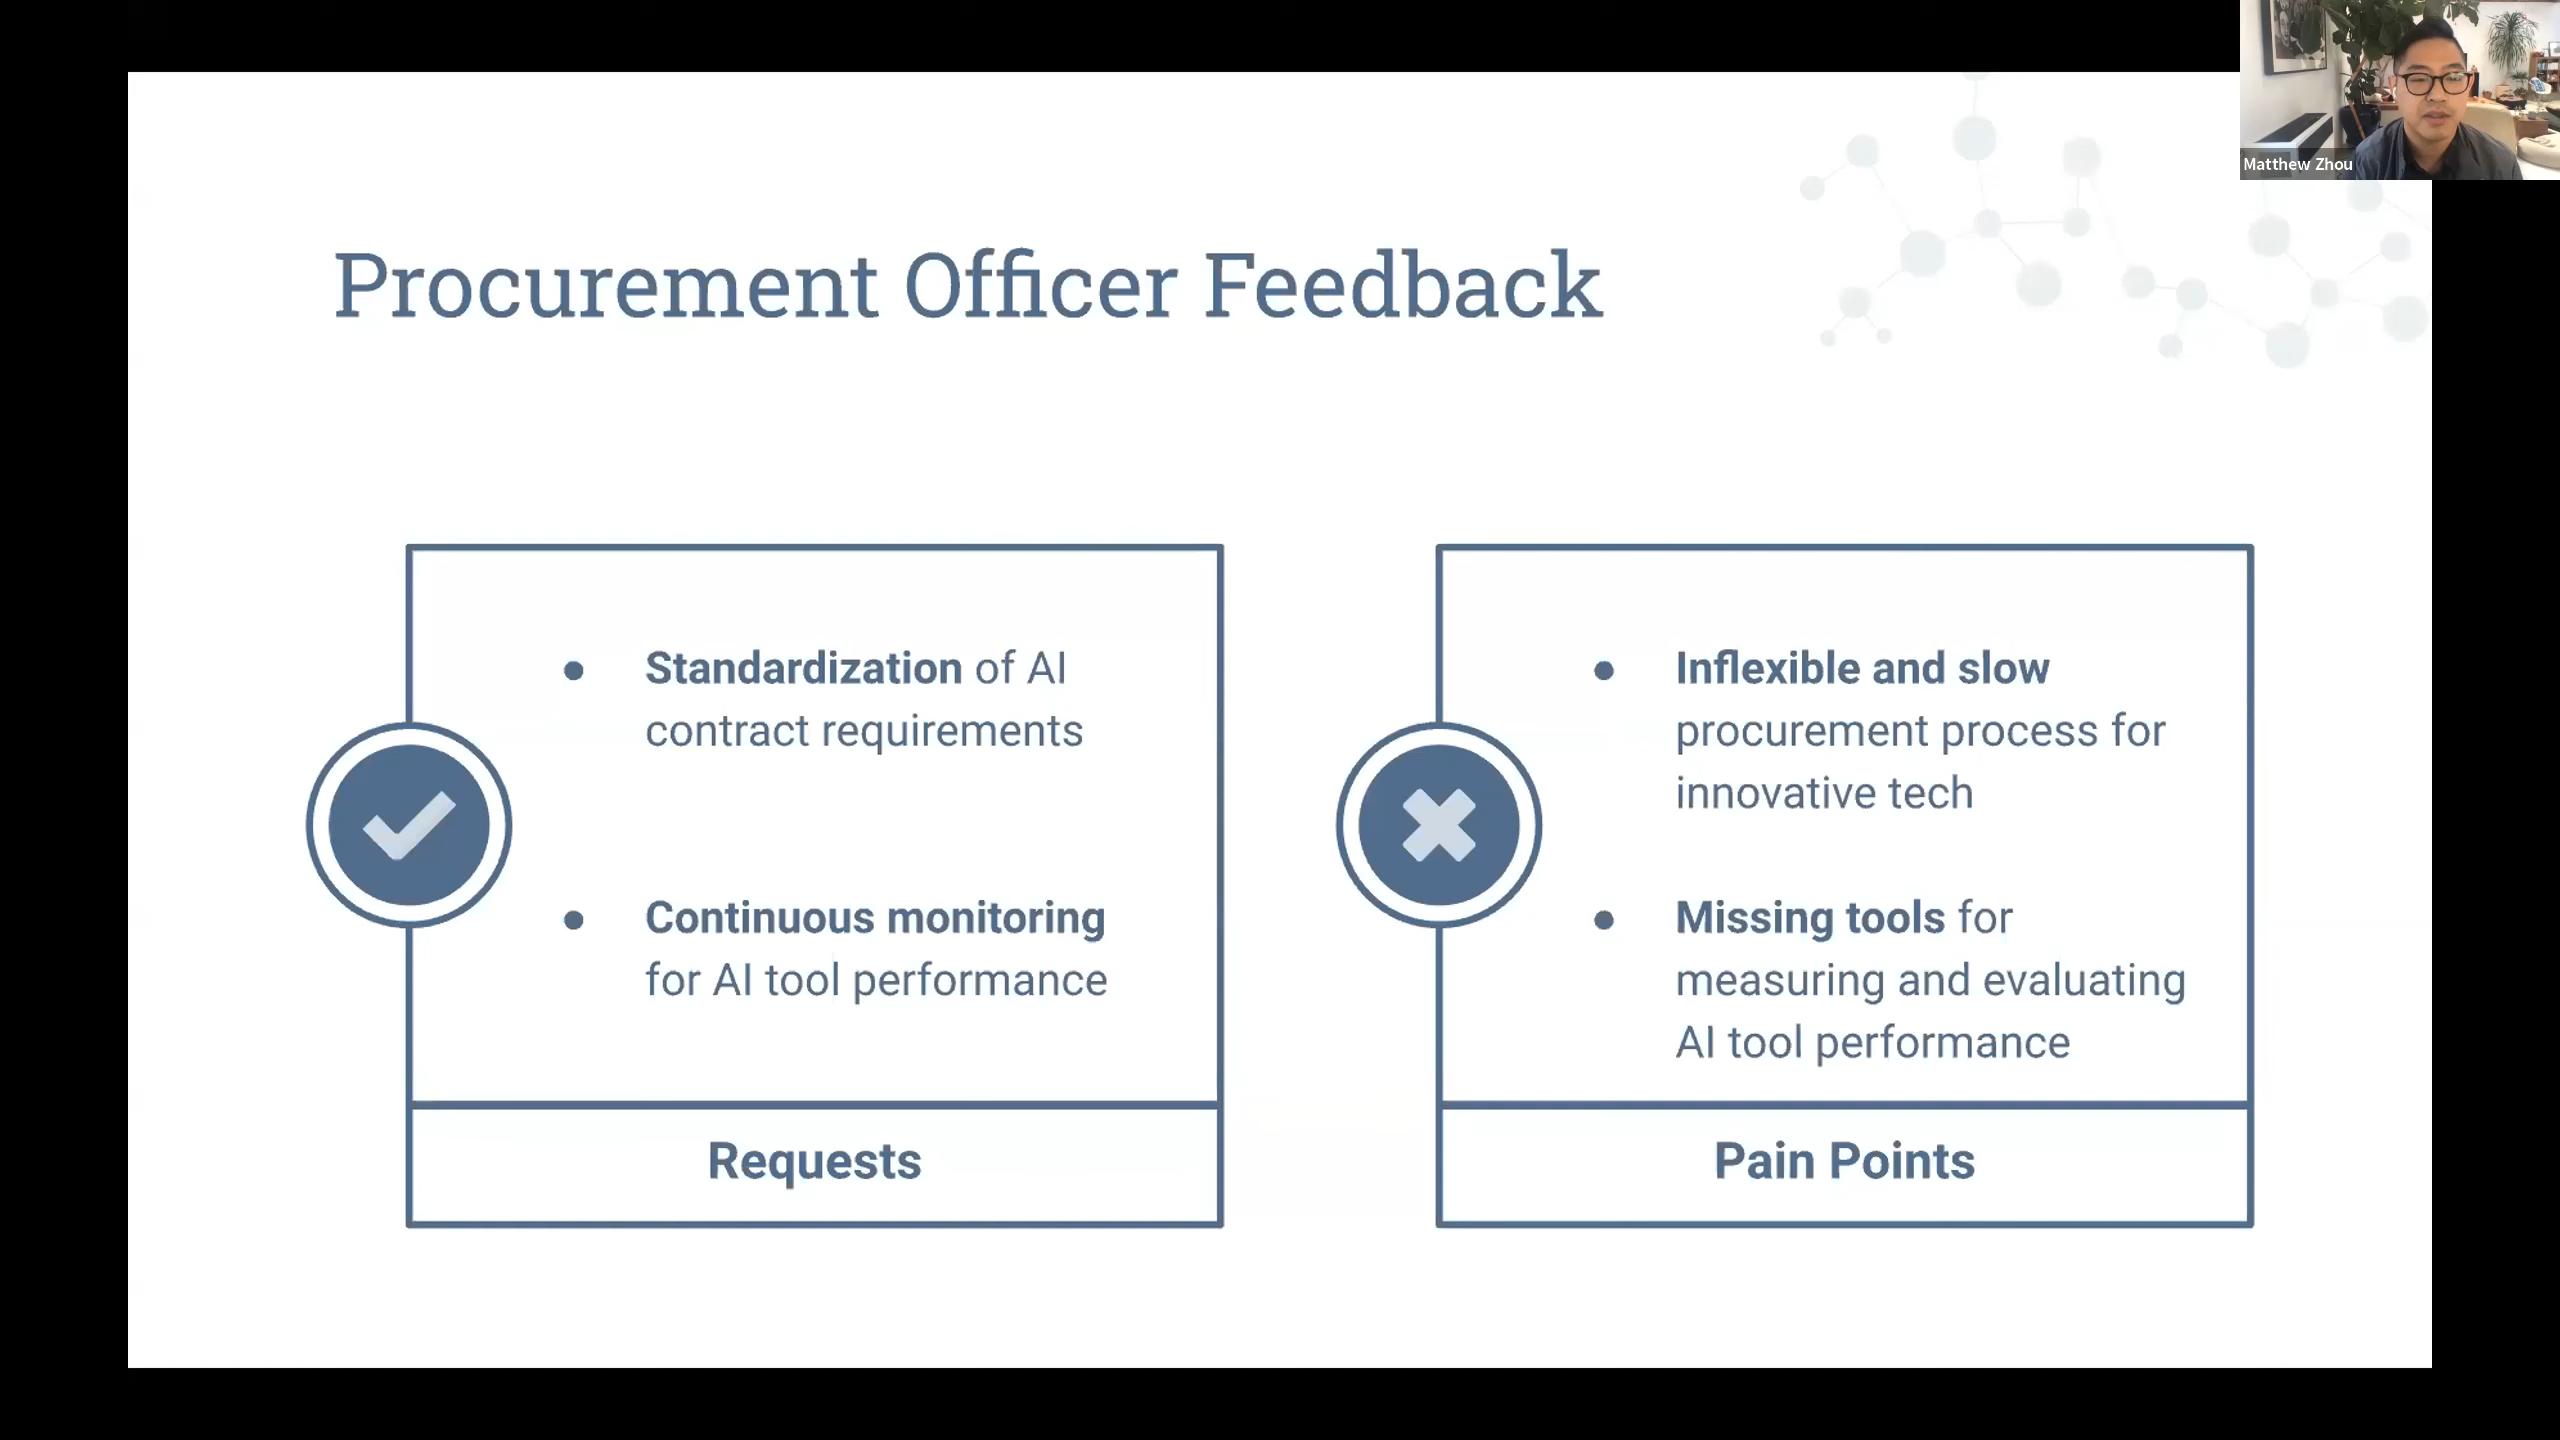 Matthew Zhou
Procurement Officer Feedback
● Standardization of AI
contract requirements
● Continuous monitoring
for AI tool performance
Requests
● Inflexible and slow
procurement process for
innovative tech
● Missing tools for
measuring and evaluating
AI tool performance
Pain Points